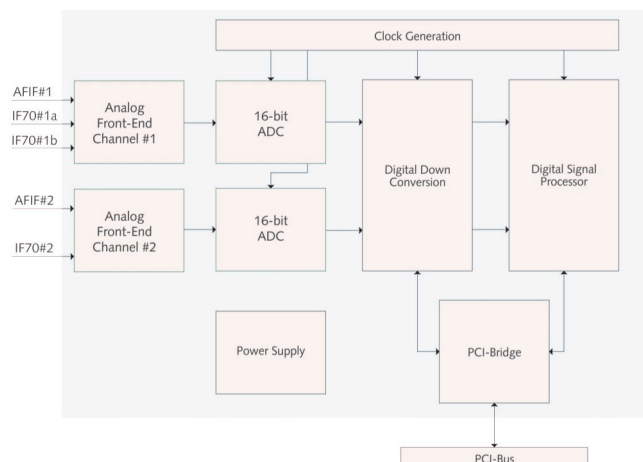 Clock Generation
AFIF#1
IF70#1a
IF70#1b
Analog
Front-End
Channel #1
16-bit
ADC
Digital Down
Conversion
Digital Signal
Processor
AFIF#2
IF70#2
Analog
Front-End
Channel #2
16-bit
ADC
Power Supply
PCI-Bridge
PCI-Bus